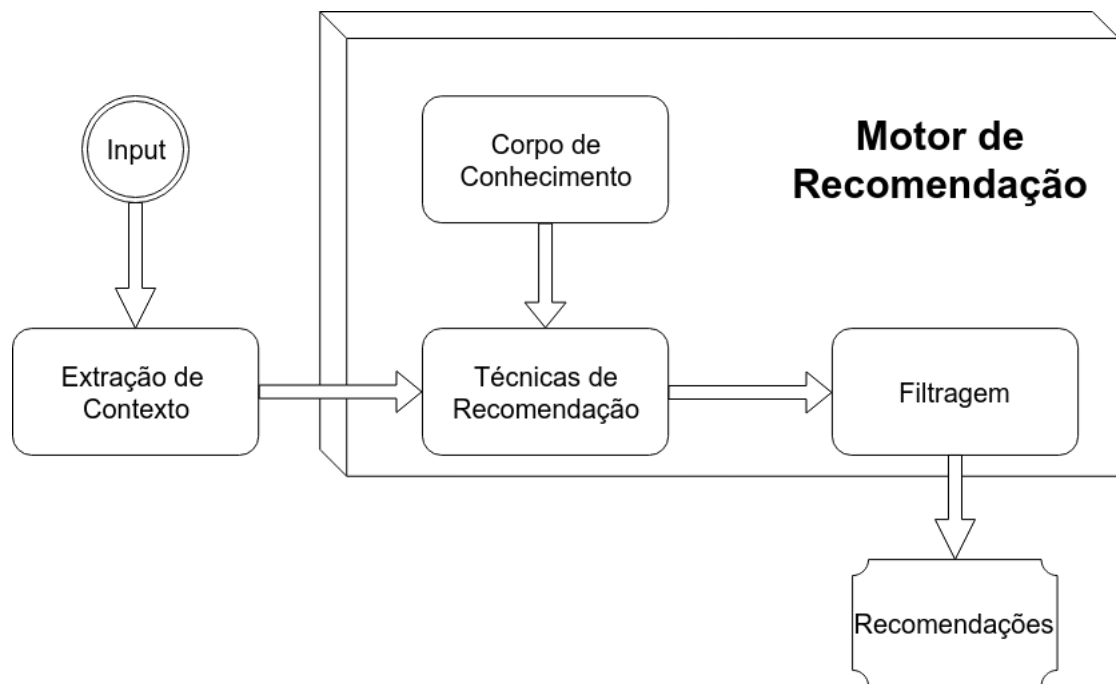 Input
Corpo de
Conhecimento
Motor de
Recomendação
Extração de
Contexto
Técnicas de
Recomendação
Filtragem
Recomendações